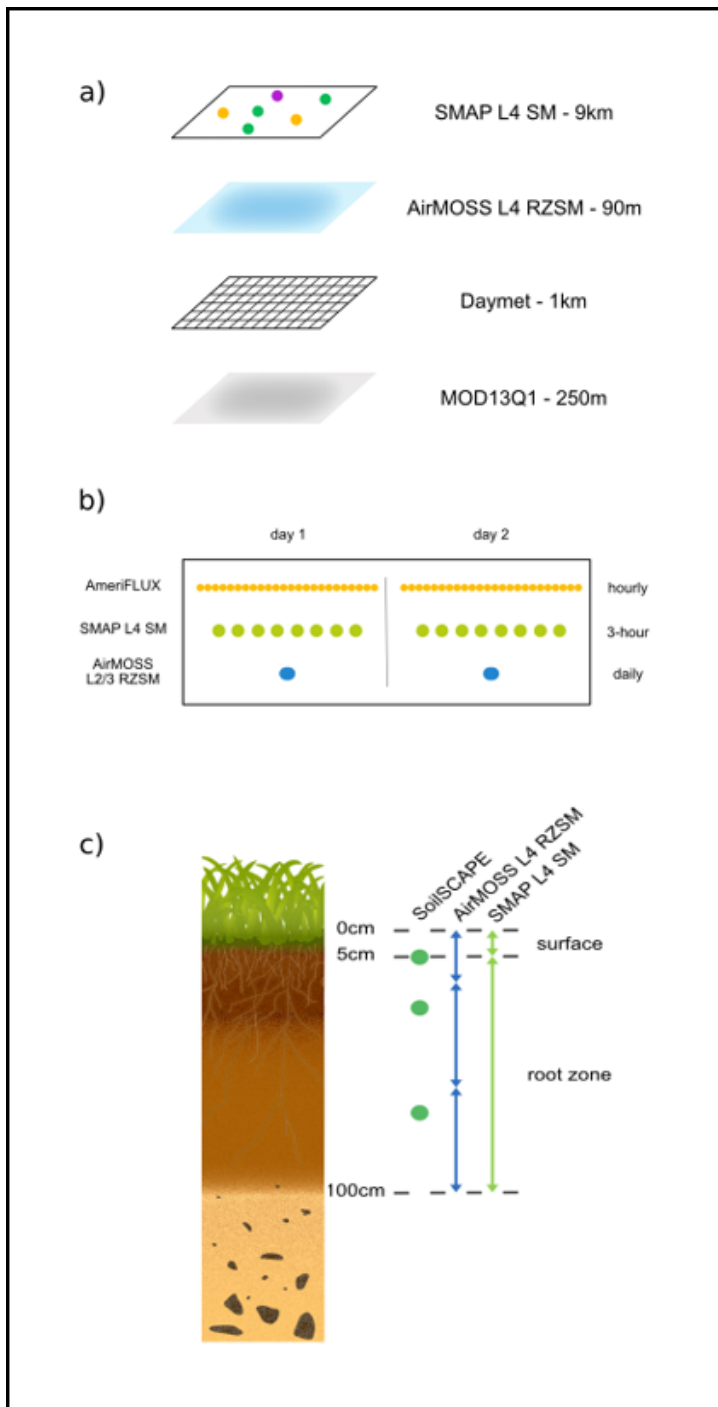 a)
SMAP L4 SM - 9km
AirMOSS L4 RZSM - 90m
Daymet - 1km
MOD13Q1 - 250m
b)
day 1
day 2
AmeriFLUX
hourly
SMAP L4 SM
3-hour
AirMOSS
L2/3 RZSM
daily
c)
SoilSCAPE
AirMOSS L4 RZSM
SMAP L4 SM
0cm
surface
5cm
root zone
100cm